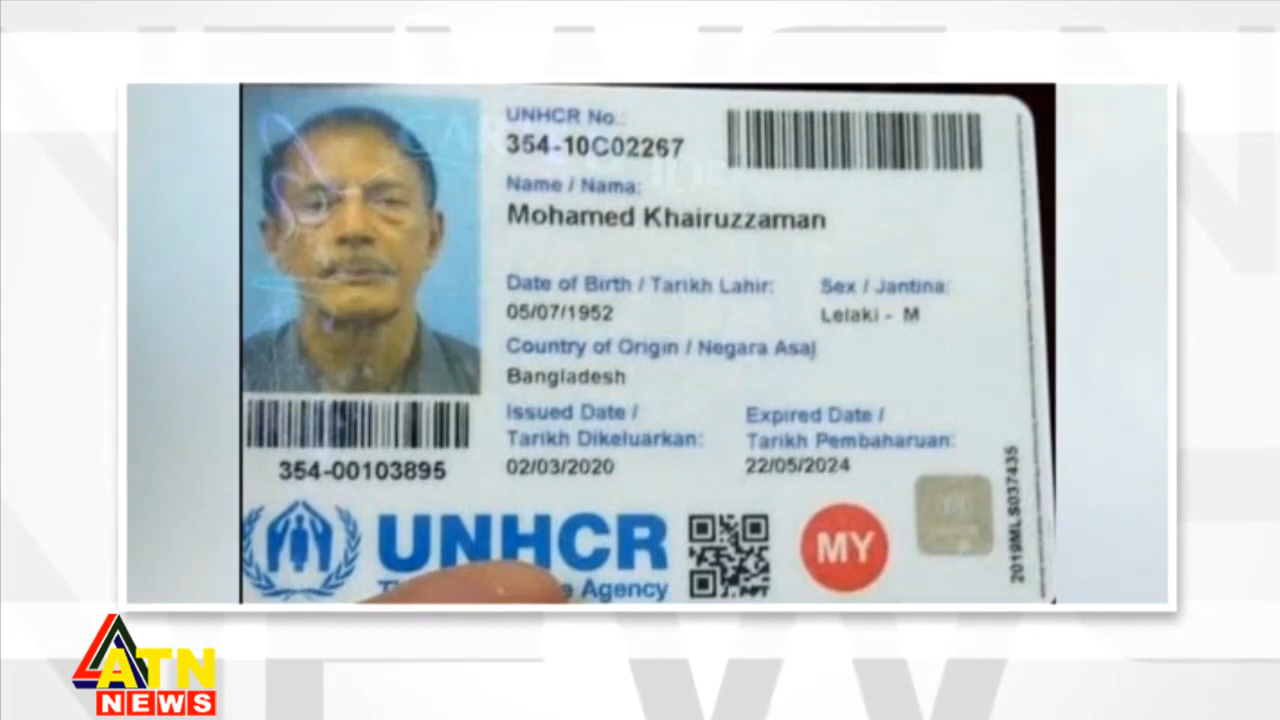 UNHCR No.:
354-10C02267
Name / Nama:
Mohamed Khairuzzaman
Date of Birth / Tarikh Lahir:
05/07/1952
Sex / Jantina:
Lelaki - M
Country of Origin / Negara Asal
Bangladesh
Issued Date /
Tarikh Dikeluarkan:
02/03/2020
Expired Date /
Tarikh Pembaharuan:
22/05/2024
354-00103895
UNHCR
Agency
MY
2019MLS037435
ATN
NEWS